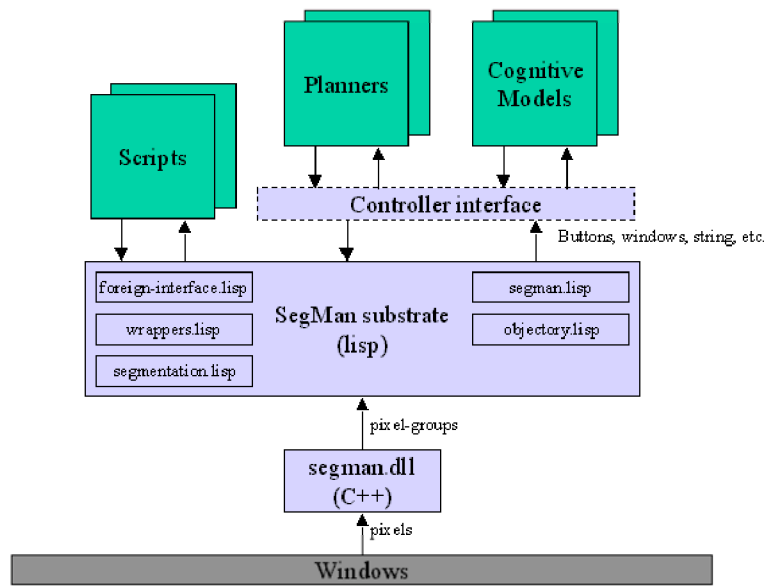 Planners
Cognitive
Models
Scripts
Controller interface
Buttons, windows, string, etc.
foreign-interface.lisp
segman.lisp
SegMan substrate
(lisp)
wrappers.lisp
objectory.lisp
segmentation.lisp
pixel-groups
segman.dll
(C++)
pixels
Windows